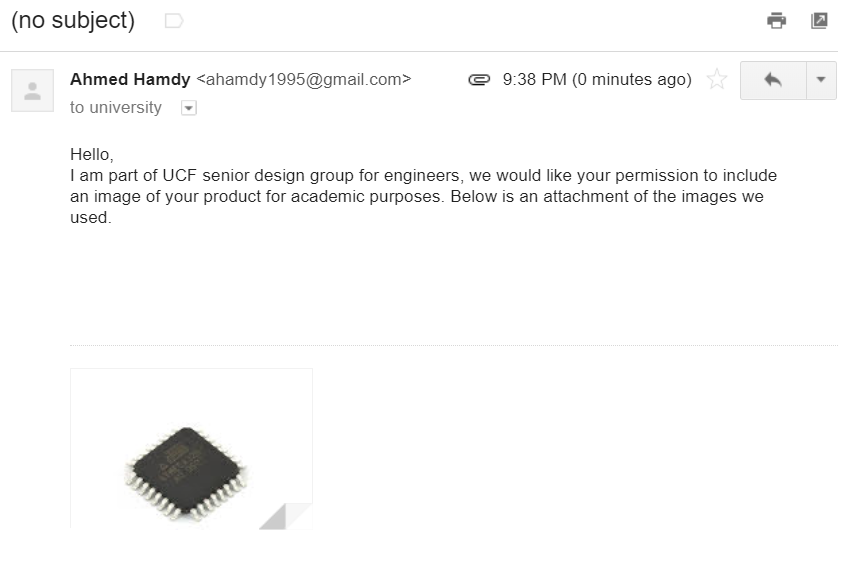 (no subject)
Ahmed Hamdy <ahamdy1995@gmail.com> 9:38 PM (0 minutes ago)
to university
Hello,
I am part of UCF senior design group for engineers, we would like your permission to include
an image of your product for academic purposes. Below is an attachment of the images we
used.